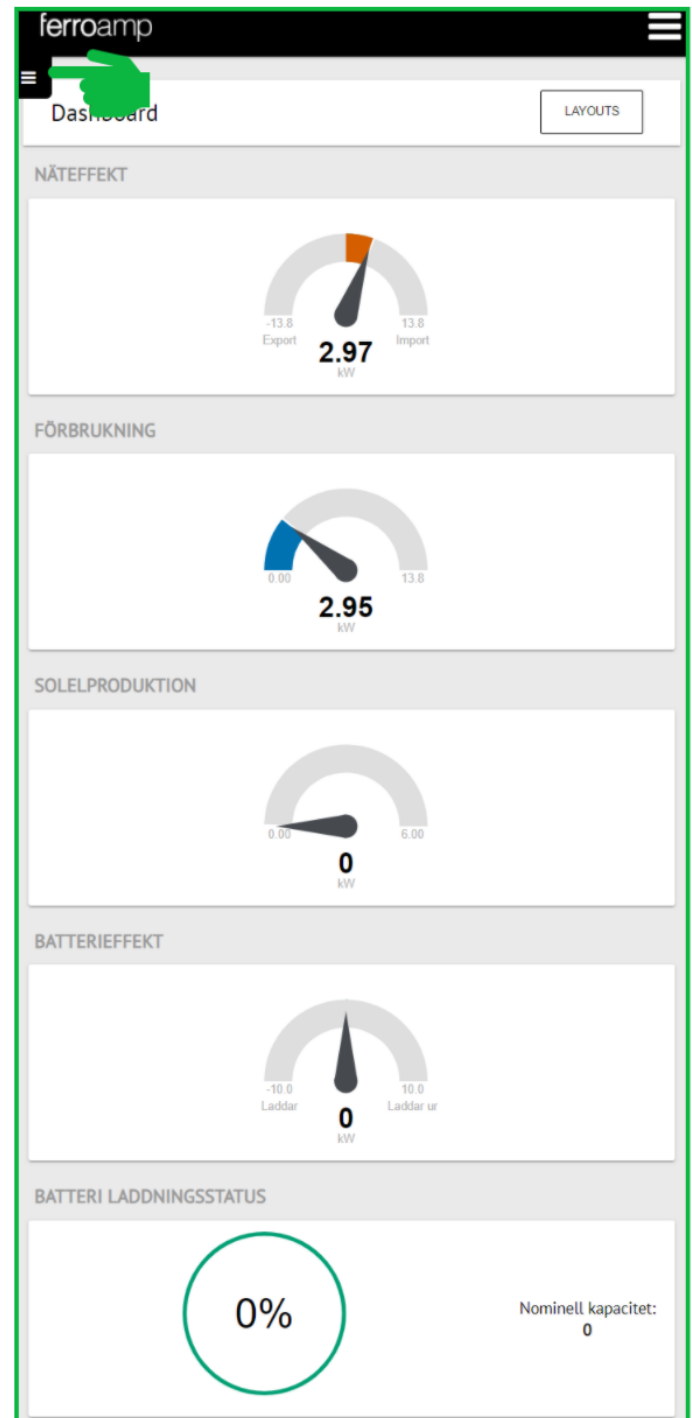 ferroamp
Dashboard
LAYOUTS
NÄTEFFEKT
-13.8
13.8
Export
Import
2.97
kW
FÖRBRUKNING
0.00
13.8
2.95
kW
SOLELPRODUKTION
0.00
6.00
0
kW
BATTERIEFFEKT
-10.0
10.0
Laddar
Laddar ur
0
kW
BATTERI LADDNINGSSTATUS
0%
Nominell kapacitet:
0